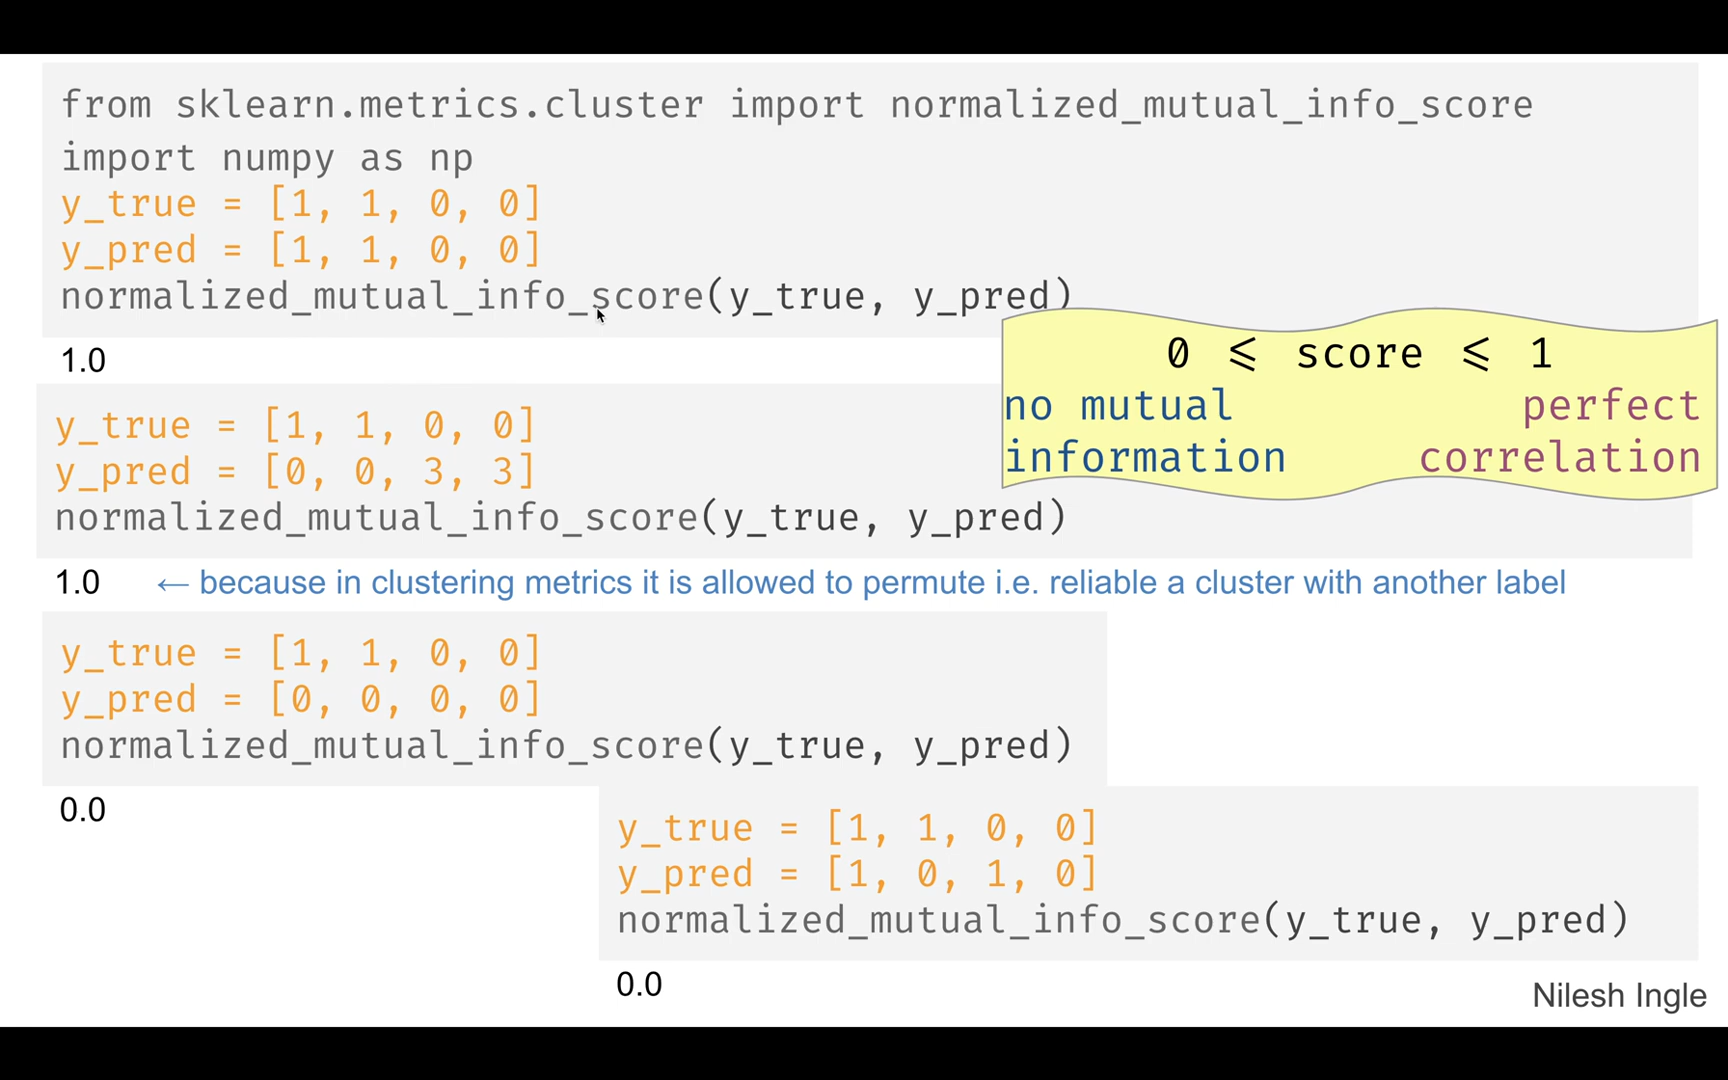 from sklearn.metrics.cluster import normalized_mutual_info_score
import numpy as np
y_true = [1, 1, 0, 0]
y_pred = [1, 1, 0, 0]
normalized_mutual_info_score(y_true, y_pred)
1.0
0 ⩽ score ⩽ 1
no mutual perfect
information correlation
y_true = [1, 1, 0, 0]
y_pred = [0, 0, 3, 3]
normalized_mutual_info_score(y_true, y_pred)
1.0 ← because in clustering metrics it is allowed to permute i.e. reliable a cluster with another label
y_true = [1, 1, 0, 0]
y_pred = [0, 0, 0, 0]
normalized_mutual_info_score(y_true, y_pred)
0.0
y_true = [1, 1, 0, 0]
y_pred = [1, 0, 1, 0]
normalized_mutual_info_score(y_true, y_pred)
0.0
Nilesh Ingle